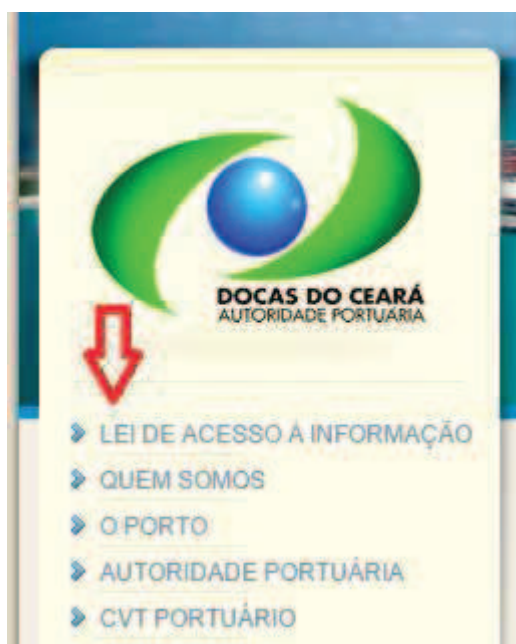 DOCAS DO CEARÁ
AUTORIDADE PORTUÁRIA
LEI DE ACESSO A INFORMAÇÃO
QUEM SOMOS
O PORTO
AUTORIDADE PORTUÁRIA
CVT PORTUÁRIO